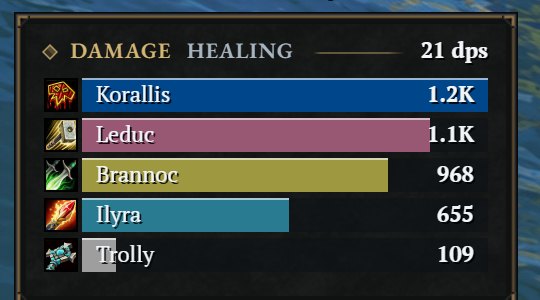 DAMAGE HEALING 21 dps
Korallis 1.2K
Leduc 1.1K
Brannoc 968
Ilyra 655
Trolly 109